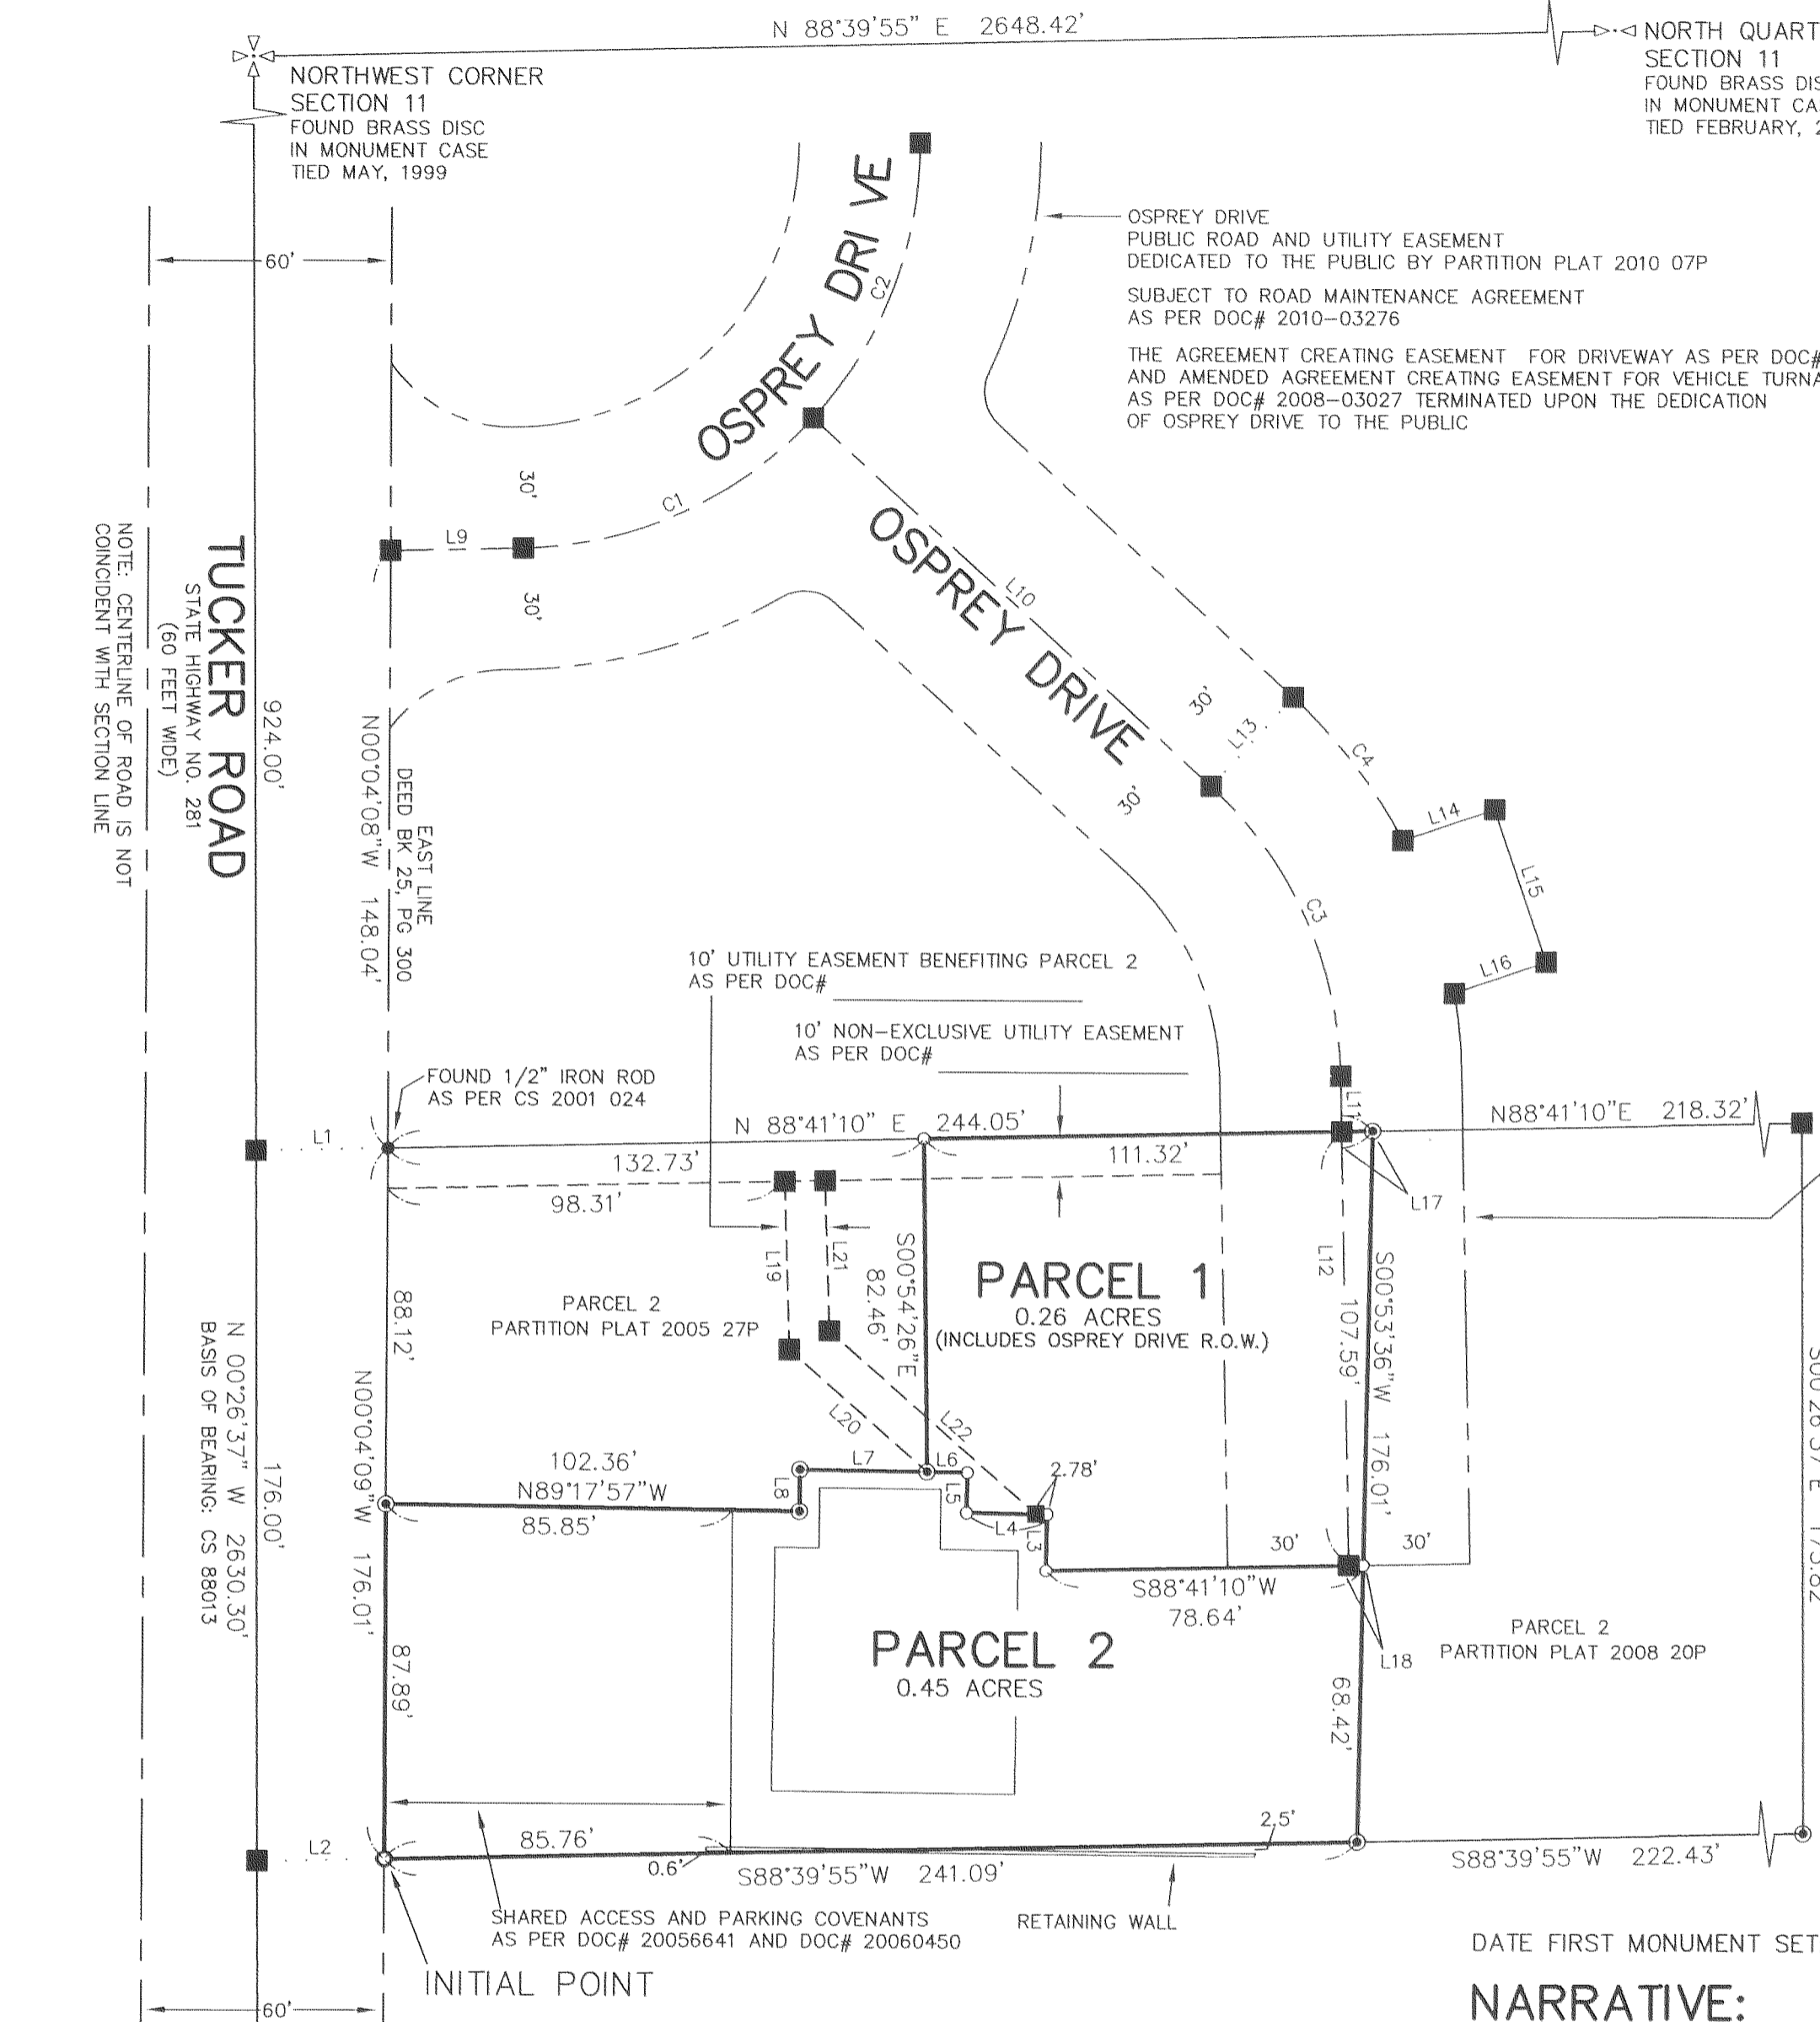 N 88°39'55" E 2648.42'
NORTHWEST CORNER
SECTION 11
FOUND BRASS DISC
IN MONUMENT CASE
TIED MAY, 1999
NORTH QUART
SECTION 11
FOUND BRASS DIS
IN MONUMENT CA
TIED FEBRUARY, 2
60'
OSPREY DRI VE
C2
OSPREY DRIVE
PUBLIC ROAD AND UTILITY EASEMENT
DEDICATED TO THE PUBLIC BY PARTITION PLAT 2010 07P
SUBJECT TO ROAD MAINTENANCE AGREEMENT
AS PER DOC# 2010-03276
THE AGREEMENT CREATING EASEMENT FOR DRIVEWAY AS PER DOC#
AND AMENDED AGREEMENT CREATING EASEMENT FOR VEHICLE TURNA
AS PER DOC# 2008-03027 TERMINATED UPON THE DEDICATION
OF OSPREY DRIVE TO THE PUBLIC
30'
C1
L9
30'
OSPREY DRIVE
L10
30'
L13
30'
C4
L14
L15
L16
C3
TUCKER ROAD
STATE HIGHWAY NO. 281
(60 FEET WIDE)
NOTE: CENTERLINE OF ROAD IS NOT
COINCIDENT WITH SECTION LINE
924.00'
EAST LINE
DEED BK 25, PG 300
N00°04'08"W 148.04'
10' UTILITY EASEMENT BENEFITING PARCEL 2
AS PER DOC#
10' NON-EXCLUSIVE UTILITY EASEMENT
AS PER DOC#
FOUND 1/2" IRON ROD
AS PER CS 2001 024
L1
N 88°41'10" E 244.05'
L11
N88°41'10"E 218.32'
132.73'
111.32'
98.31'
L17
L19
L21
S00°54'26"E
82.46'
PARCEL 1
0.26 ACRES
(INCLUDES OSPREY DRIVE R.O.W.)
L12
107.59'
S00°53'36"W 176.01'
88.12'
PARCEL 2
PARTITION PLAT 2005 27P
N 00°26'37" W 2630.30'
BASIS OF BEARING: CS 88013
176.00'
N00°04'09"W 176.01'
L20
L22
102.36'
N89°17'57"W
85.85'
L7
L8
L6
L5
2.78'
L4
L3
30'
30'
S88°41'10"W
78.64'
PARCEL 2
0.45 ACRES
L18
PARCEL 2
PARTITION PLAT 2008 20P
87.89'
68.42'
L2
85.76'
0.6'
S88°39'55"W 241.09'
2.5'
S88°39'55"W 222.43'
SHARED ACCESS AND PARKING COVENANTS
AS PER DOC# 20056641 AND DOC# 20060450
RETAINING WALL
INITIAL POINT
60'
DATE FIRST MONUMENT SET
NARRATIVE: